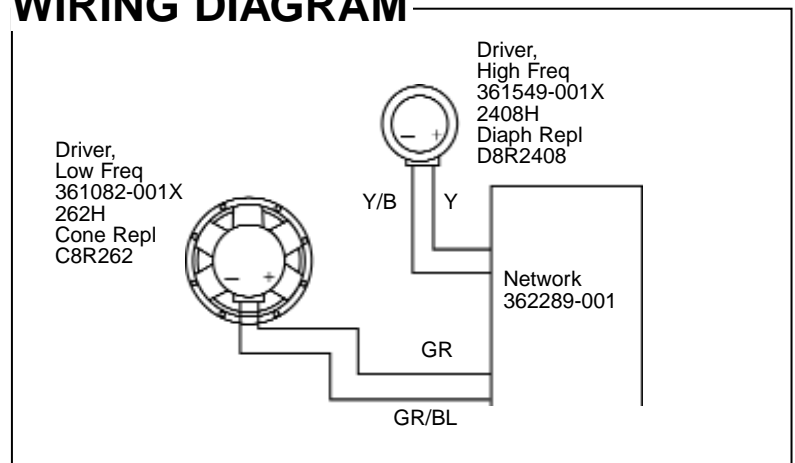 WIRING DIAGRAM
Driver,
High Freq
361549-001X
2408H
Diaph Repl
D8R2408
Driver,
Low Freq
361082-001X
262H
Cone Repl
C8R262
– +
Y/B Y
– +
Network
362289-001
GR
GR/BL